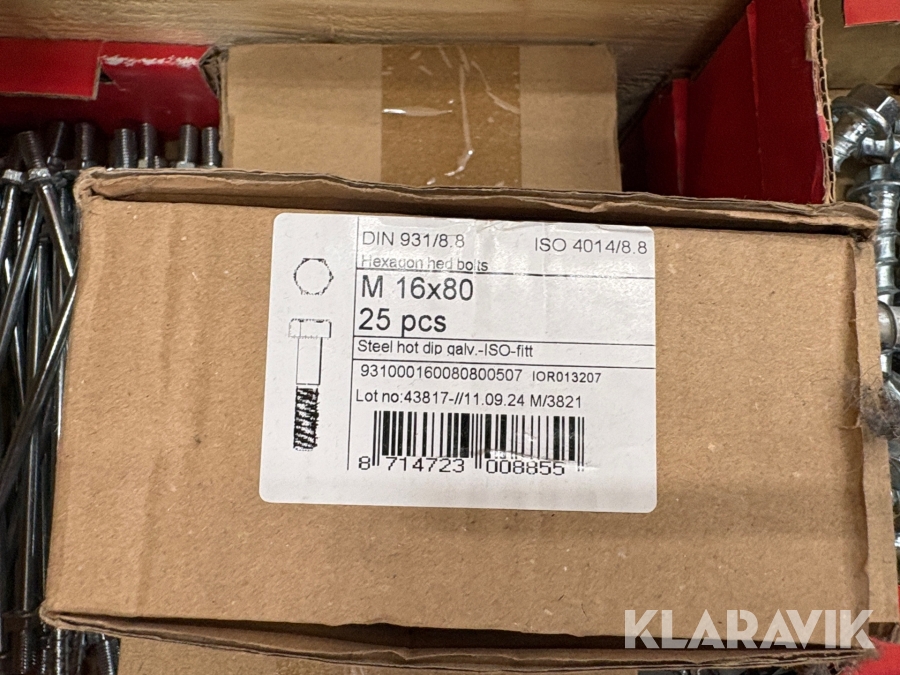 DIN 931/8.8 ISO 4014/8.8
Hexagon hed bolts
M 16x80
25 pcs
Steel hot dip galv.-ISO-fitt
931000160080800507 IOR013207
Lot no:43817-//11.09.24 M/3821
8 714723 008855
KLARAVIK